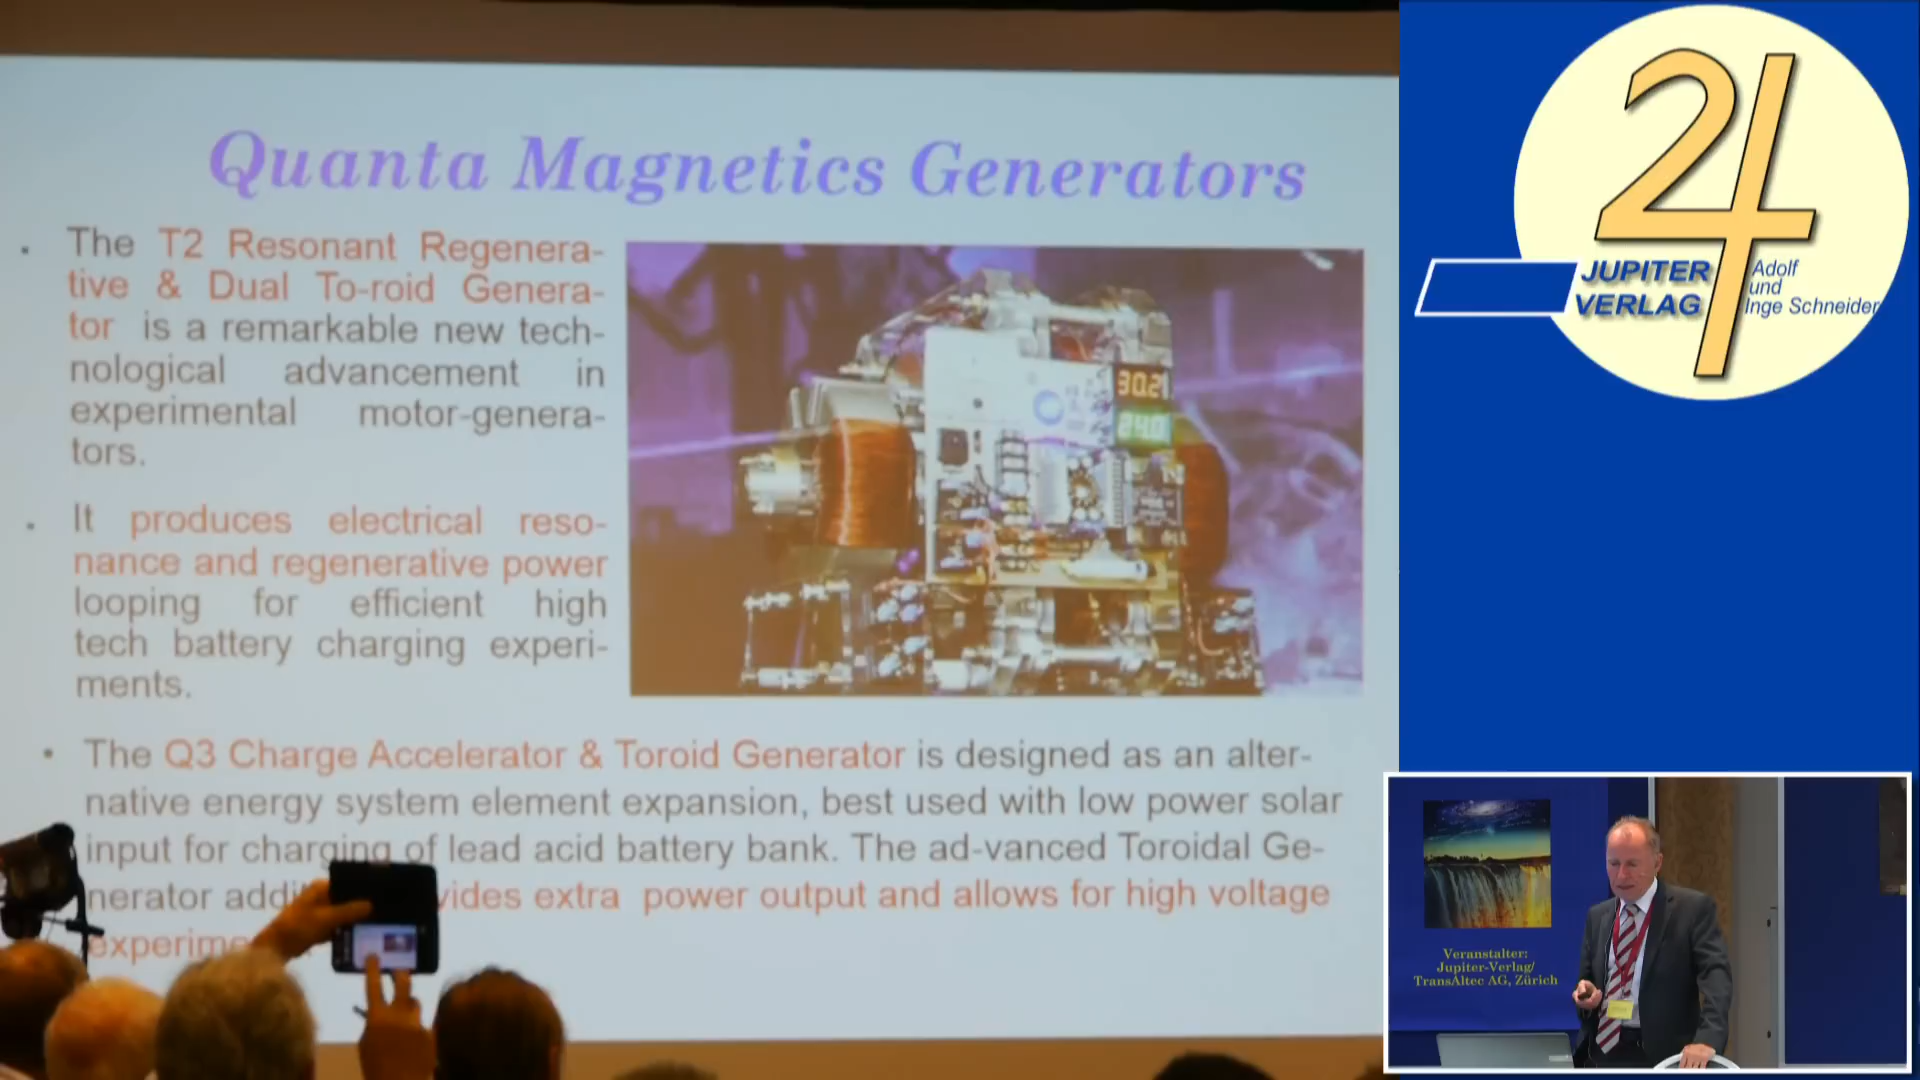 Quanta Magnetics Generators
• The T2 Resonant Regenera-
tive & Dual To-roid Genera-
tor is a remarkable new tech-
nological advancement in
experimental motor-genera-
tors.
• It produces electrical reso-
nance and regenerative power
looping for efficient high
tech battery charging experi-
ments.
30.2
24.0
• The Q3 Charge Accelerator & Toroid Generator is designed as an alter-
native energy system element expansion, best used with low power solar
input for charging of lead acid battery bank. The ad-vanced Toroidal Ge-
nerator extra power output and allows for high voltage
JUPITER
VERLAG
Adolf
und
Inge Schneider
Veranstalter:
Jupiter-Verlag/
TransAltec AG, Zürich